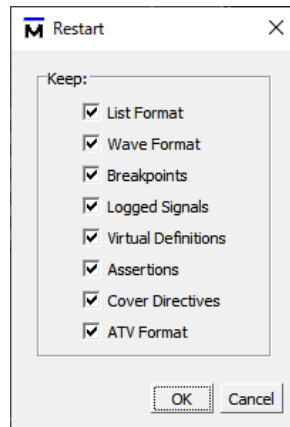 Restart
Keep:
List Format
Wave Format
Breakpoints
Logged Signals
Virtual Definitions
Assertions
Cover Directives
ATV Format
OK Cancel